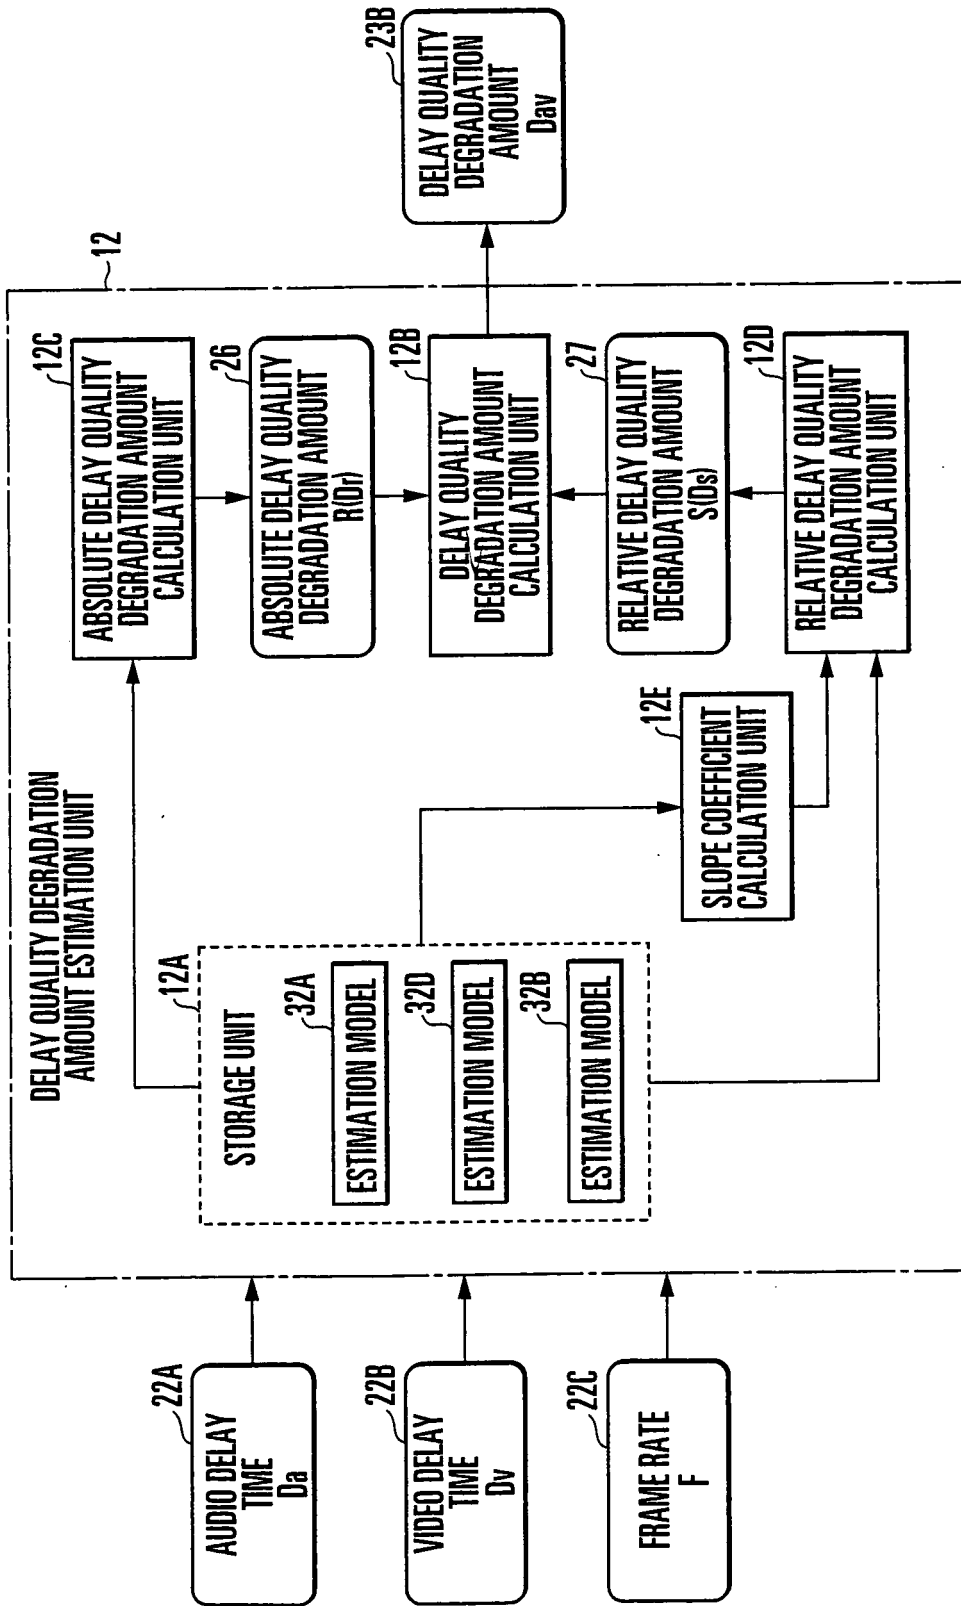 DELAY QUALITY DEGRADATION
AMOUNT ESTIMATION UNIT
12
22A
AUDIO DELAY
TIME
Da
22B
VIDEO DELAY
TIME
Dv
22C
FRAME RATE
F
12A
STORAGE UNIT
32A
ESTIMATION MODEL
32D
ESTIMATION MODEL
32B
ESTIMATION MODEL
12E
SLOPE COEFFICIENT
CALCULATION UNIT
12C
ABSOLUTE DELAY QUALITY
DEGRADATION AMOUNT
CALCULATION UNIT
26
ABSOLUTE DELAY QUALITY
DEGRADATION AMOUNT
R(Dr)
12B
DELAY QUALITY
DEGRADATION AMOUNT
CALCULATION UNIT
27
RELATIVE DELAY QUALITY
DEGRADATION AMOUNT
S(Ds)
12D
RELATIVE DELAY QUALITY
DEGRADATION AMOUNT
CALCULATION UNIT
23B
DELAY QUALITY
DEGRADATION
AMOUNT
Dav